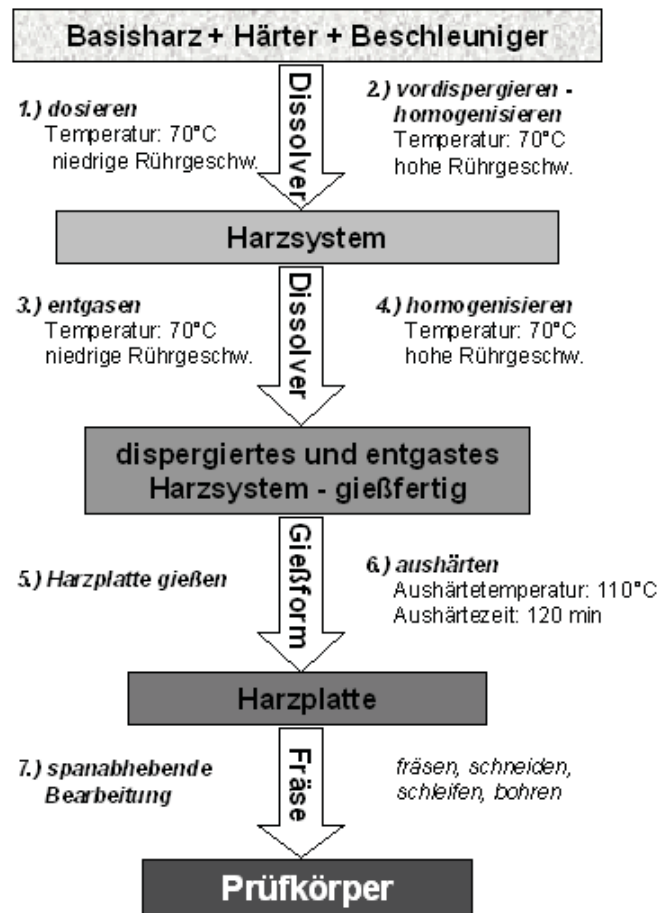 Basisharz + Härter + Beschleuniger
1.) dosieren
Temperatur: 70°C
niedrige Rührgeschw.
Dissolver
2.) vordispergieren -
homogenisieren
Temperatur: 70°C
hohe Rührgeschw.
Harzsystem
3.) entgasen
Temperatur: 70°C
niedrige Rührgeschw.
Dissolver
4.) homogenisieren
Temperatur: 70°C
hohe Rührgeschw.
dispergiertes und entgastes
Harzsystem - gießfertig
5.) Harzplatte gießen
Gießform
6.) aushärten
Aushärtetemperatur: 110°C
Aushärtezeit: 120 min
Harzplatte
7.) spanabhebende
Bearbeitung
Fräse
fräsen, schneiden,
schleifen, bohren
Prüfkörper